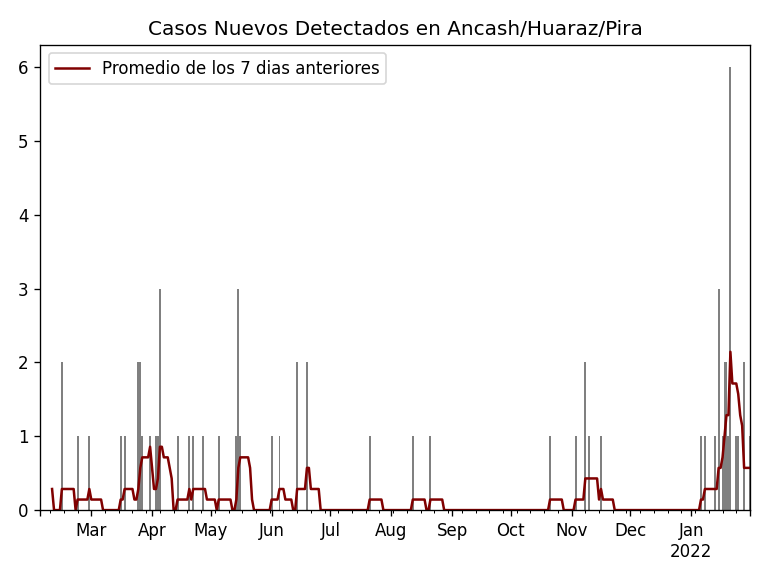 Casos Nuevos Detectados en Ancash/Huaraz/Pira
Promedio de los 7 dias anteriores
6
5
4
3
2
1
0
Mar Apr May Jun Jul Aug Sep Oct Nov Dec Jan
2022